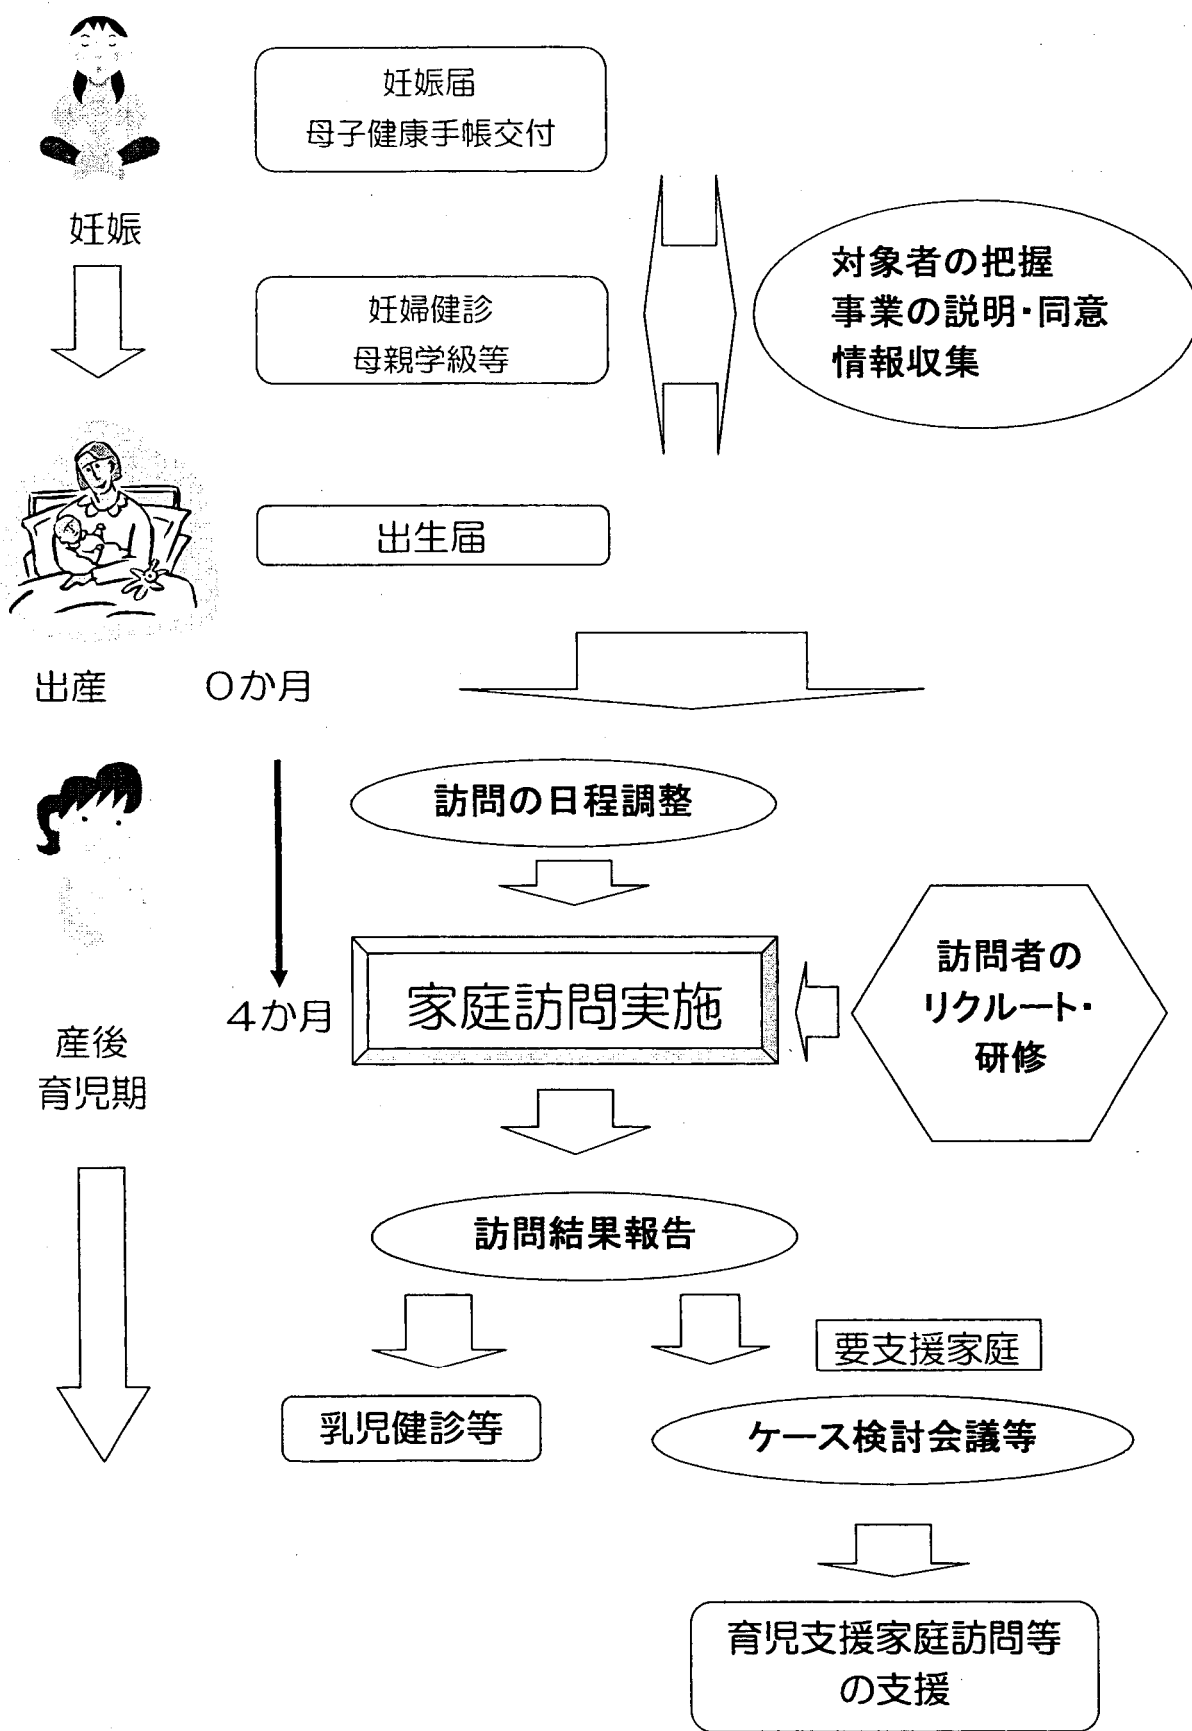 妊娠届
母子健康手帳交付
妊娠
対象者の把握
事業の説明・同意
情報収集
妊婦健診
母親学級等
出生届
出産
０か月
訪問の日程調整
家庭訪問実施
４か月
訪問者の
リクルート・
研修
産後
育児期
訪問結果報告
要支援家庭
乳児健診等
ケース検討会議等
育児支援家庭訪問等
の支援